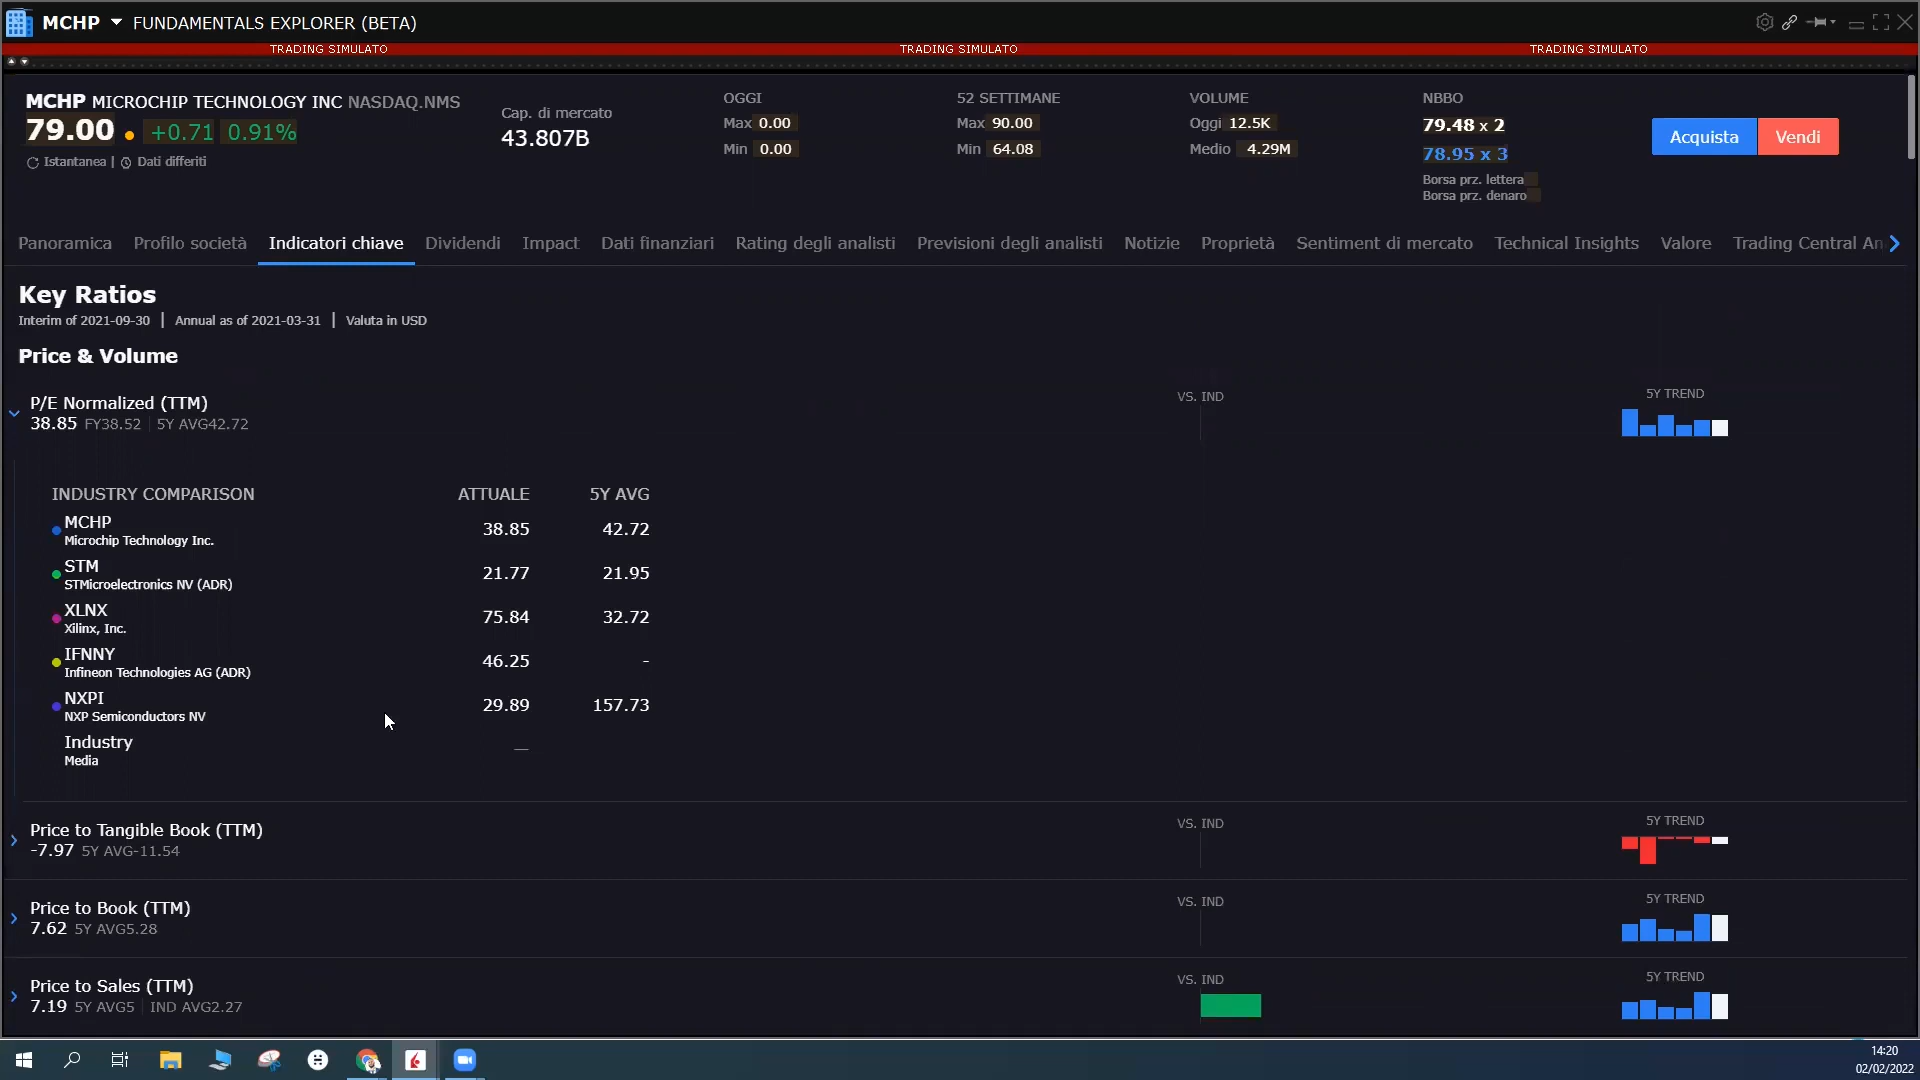 MCHP FUNDAMENTALS EXPLORER (BETA)
TRADING SIMULATO TRADING SIMULATO TRADING SIMULATO
MCHP MICROCHIP TECHNOLOGY INC NASDAQ.NMS
79.00 +0.71 0.91%
Istantanea | Dati differiti
Cap. di mercato
43.807B
OGGI
Max 0.00
Min 0.00
52 SETTIMANE
Max 90.00
Min 64.08
VOLUME
Oggi 12.5K
Medio 4.29M
NBBO
79.48 x 2
78.95 x 3
Borsa prz. lettera
Borsa prz. denaro
Acquista Vendi
Panoramica Profilo società Indicatori chiave Dividendi Impact Dati finanziari Rating degli analisti Previsioni degli analisti Notizie Proprietà Sentiment di mercato Technical Insights Valore Trading Central An
Key Ratios
Interim of 2021-09-30 | Annual as of 2021-03-31 | Valuta in USD
Price & Volume
P/E Normalized (TTM)
38.85 FY38.52 | 5Y AVG42.72
VS. IND
5Y TREND
INDUSTRY COMPARISON ATTUALE 5Y AVG
MCHP
Microchip Technology Inc.
38.85 42.72
STM
STMicroelectronics NV (ADR)
21.77 21.95
XLNX
Xilinx, Inc.
75.84 32.72
IFNNY
Infineon Technologies AG (ADR)
46.25 -
NXPI
NXP Semiconductors NV
29.89 157.73
Industry
Media
—
Price to Tangible Book (TTM)
-7.97 5Y AVG-11.54
VS. IND
5Y TREND
Price to Book (TTM)
7.62 5Y AVG5.28
VS. IND
5Y TREND
Price to Sales (TTM)
7.19 5Y AVG5 | IND AVG2.27
VS. IND
5Y TREND
14:20
02/02/2022